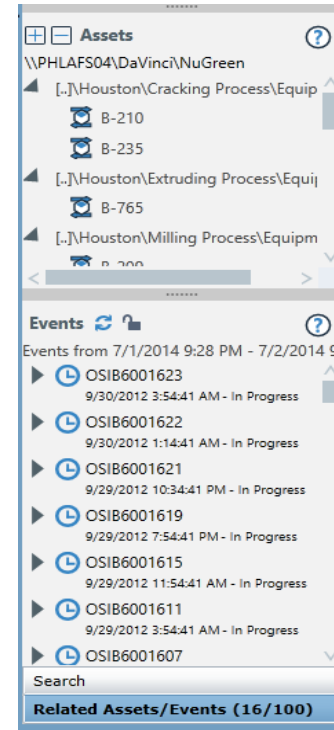 Assets
\\PHLAFS04\DaVinci\NuGreen
[..]\Houston\Cracking Process\Equip
B-210
B-235
[..]\Houston\Extruding Process\Equi
B-765
[..]\Houston\Milling Process\Equipm
Events
Events from 7/1/2014 9:28 PM - 7/2/2014 9
OSIB6001623
9/30/2012 3:54:41 AM - In Progress
OSIB6001622
9/30/2012 1:14:41 AM - In Progress
OSIB6001621
9/29/2012 10:34:41 PM - In Progress
OSIB6001619
9/29/2012 7:54:41 PM - In Progress
OSIB6001615
9/29/2012 11:54:41 AM - In Progress
OSIB6001611
9/29/2012 3:54:41 AM - In Progress
OSIB6001607
Search
Related Assets/Events (16/100)